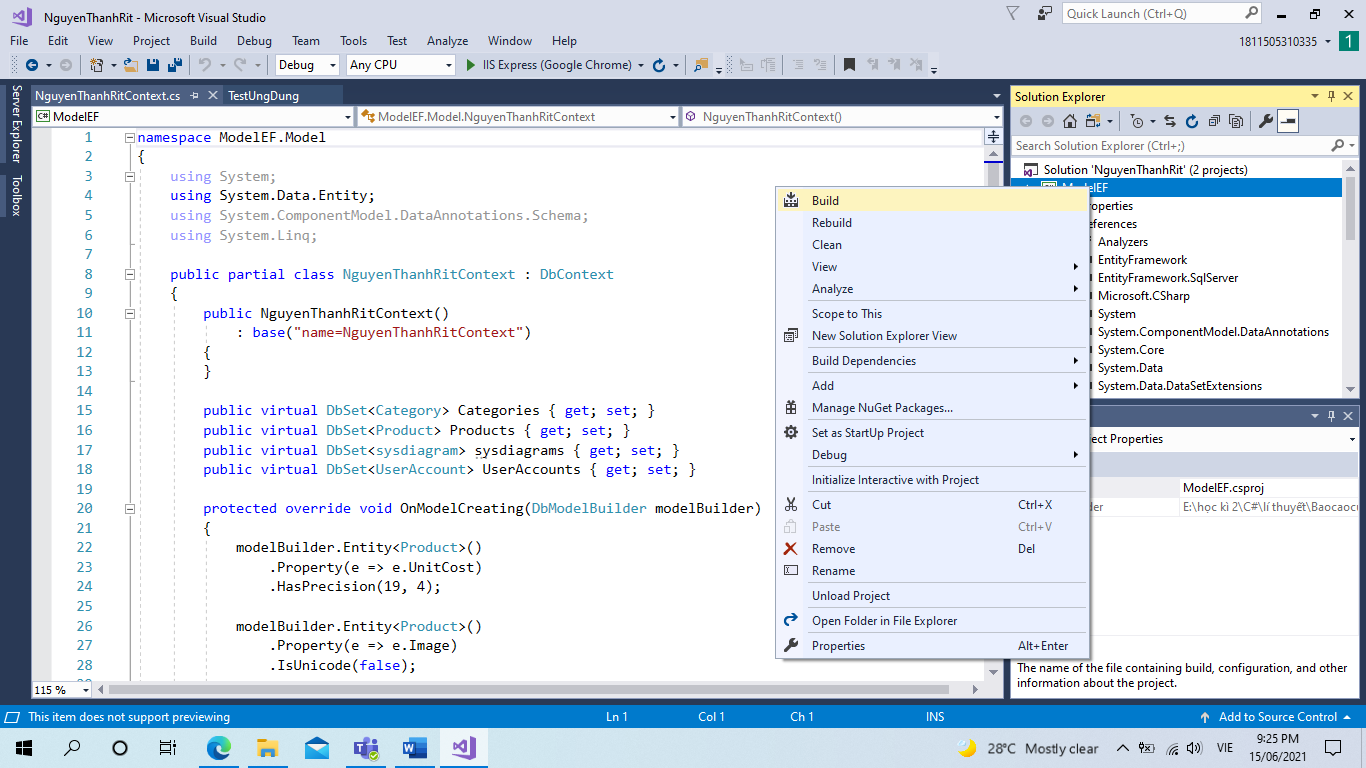 NguyenThanhRit - Microsoft Visual Studio
Quick Launch (Ctrl+Q)
File Edit View Project Build Debug Team Tools Test Analyze Window Help
1811505310335
1
Debug Any CPU IIS Express (Google Chrome)
Server Explorer
Toolbox
NguyenThanhRitContext.cs TestUngDung
C# ModelEF ModelEF.Model.NguyenThanhRitContext NguyenThanhRitContext()
1 namespace ModelEF.Model
2 {
3 using System;
4 using System.Data.Entity;
5 using System.ComponentModel.DataAnnotations.Schema;
6 using System.Linq;
7
8 public partial class NguyenThanhRitContext : DbContext
9 {
10 public NguyenThanhRitContext()
11 : base("name=NguyenThanhRitContext")
12 {
13 }
14
15 public virtual DbSet<Category> Categories { get; set; }
16 public virtual DbSet<Product> Products { get; set; }
17 public virtual DbSet<sysdiagram> sysdiagrams { get; set; }
18 public virtual DbSet<UserAccount> UserAccounts { get; set; }
19
20 protected override void OnModelCreating(DbModelBuilder modelBuilder)
21 {
22 modelBuilder.Entity<Product>()
23 .Property(e => e.UnitCost)
24 .HasPrecision(19, 4);
25
26 modelBuilder.Entity<Product>()
27 .Property(e => e.Image)
28 .IsUnicode(false);
115 %
Build
Rebuild
Clean
View
Analyze
Scope to This
New Solution Explorer View
Build Dependencies
Add
Manage NuGet Packages...
Set as StartUp Project
Debug
Initialize Interactive with Project
Cut Ctrl+X
Paste Ctrl+V
Remove Del
Rename
Unload Project
Open Folder in File Explorer
Properties Alt+Enter
Solution Explorer
Search Solution Explorer (Ctrl+;)
Solution 'NguyenThanhRit' (2 projects)
elEF
operties
eferences
Analyzers
EntityFramework
EntityFramework.SqlServer
Microsoft.CSharp
System
System.ComponentModel.DataAnnotations
System.Core
System.Data
System.Data.DataSetExtensions
ect Properties
ModelEF.csproj
der E:\học kì 2\C#\lí thuyết\Baocaoc
The name of the file containing build, configuration, and other
information about the project.
This item does not support previewing Ln 1 Col 1 Ch 1 INS Add to Source Control
28°C Mostly clear VIE 9:25 PM
15/06/2021